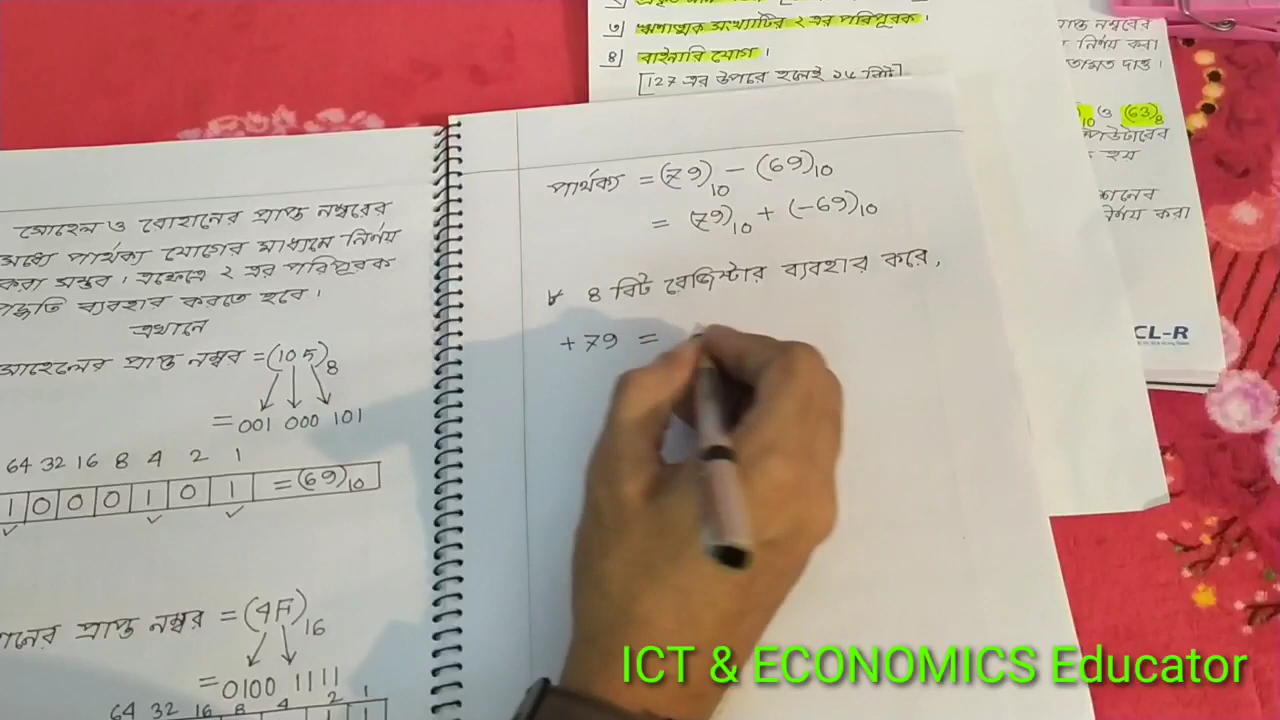 ৩) ঋণাত্মক সংখ্যাটির ২ এর পরিপূরক ।
৪) বাইনারি যোগ ।
[127 এর উপরে হলেই ১৬ বিট]
(63)8
সোহেল ও রোহানের প্রাপ্ত নম্বরের
মধ্যে পার্থক্য যোগের মাধ্যমে নির্ণয়
করা সম্ভব । এক্ষেত্রে ২ এর পরিপূরক
পদ্ধতি ব্যবহার করতে হবে ।
এখানে
সোহেলের প্রাপ্ত নম্বর = (105)8
= 001 000 101
64 32 16 8 4 2 1
1 0 0 0 1 0 1 = (69)10
প্রাপ্ত নম্বর = (4F)16
= 0100 1111
64 32 16 8 4 2 1
পার্থক্য = (79)10 − (69)10
= (79)10 + (−69)10
৪ বিট রেজিস্টার ব্যবহার করে,
+79 =
CL-R
ICT & ECONOMICS Educator